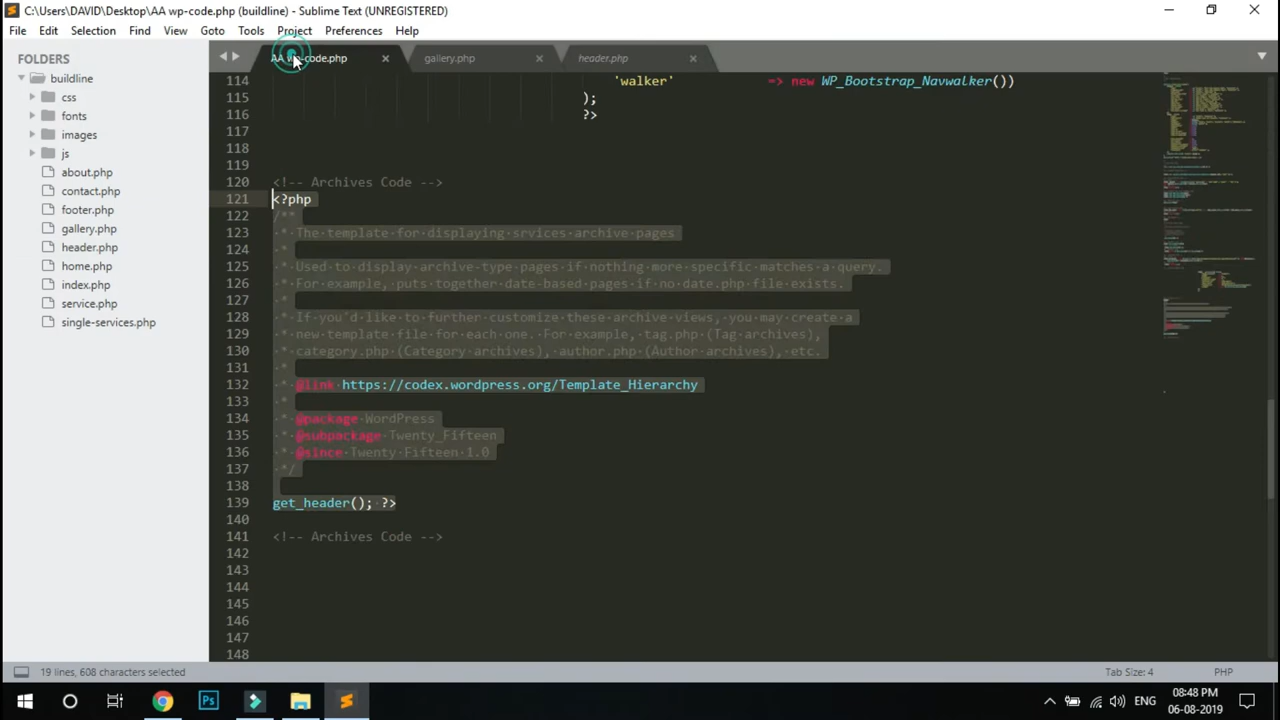 C:\Users\DAVID\Desktop\AA wp-code.php (buildline) - Sublime Text (UNREGISTERED)
File Edit Selection Find View Goto Tools Project Preferences Help
FOLDERS
buildline
css
fonts
images
js
about.php
contact.php
footer.php
gallery.php
header.php
home.php
index.php
service.php
single-services.php
AA wp-code.php gallery.php header.php
114 'walker' => new WP_Bootstrap_Navwalker())
115 );
116 ?>
117
118
119
120 <!-- Archives Code -->
121 <?php
122 /**
123 * The template for displaying srvices archive pages
124 *
125 * Used to display archive-type pages if nothing more specific matches a query.
126 * For example, puts together date-based pages if no date.php file exists.
127 *
128 * If you'd like to further customize these archive views, you may create a
129 * new template file for each one. For example, tag.php (Tag archives),
130 * category.php (Category archives), author.php (Author archives), etc.
131 *
132 * @link https://codex.wordpress.org/Template_Hierarchy
133 *
134 * @package WordPress
135 * @subpackage Twenty_Fifteen
136 * @since Twenty Fifteen 1.0
137 */
138
139 get_header(); ?>
140
141 <!-- Archives Code -->
142
143
144
145
146
147
148
19 lines, 608 characters selected Tab Size: 4 PHP
Ps ENG 08:48 PM
06-08-2019